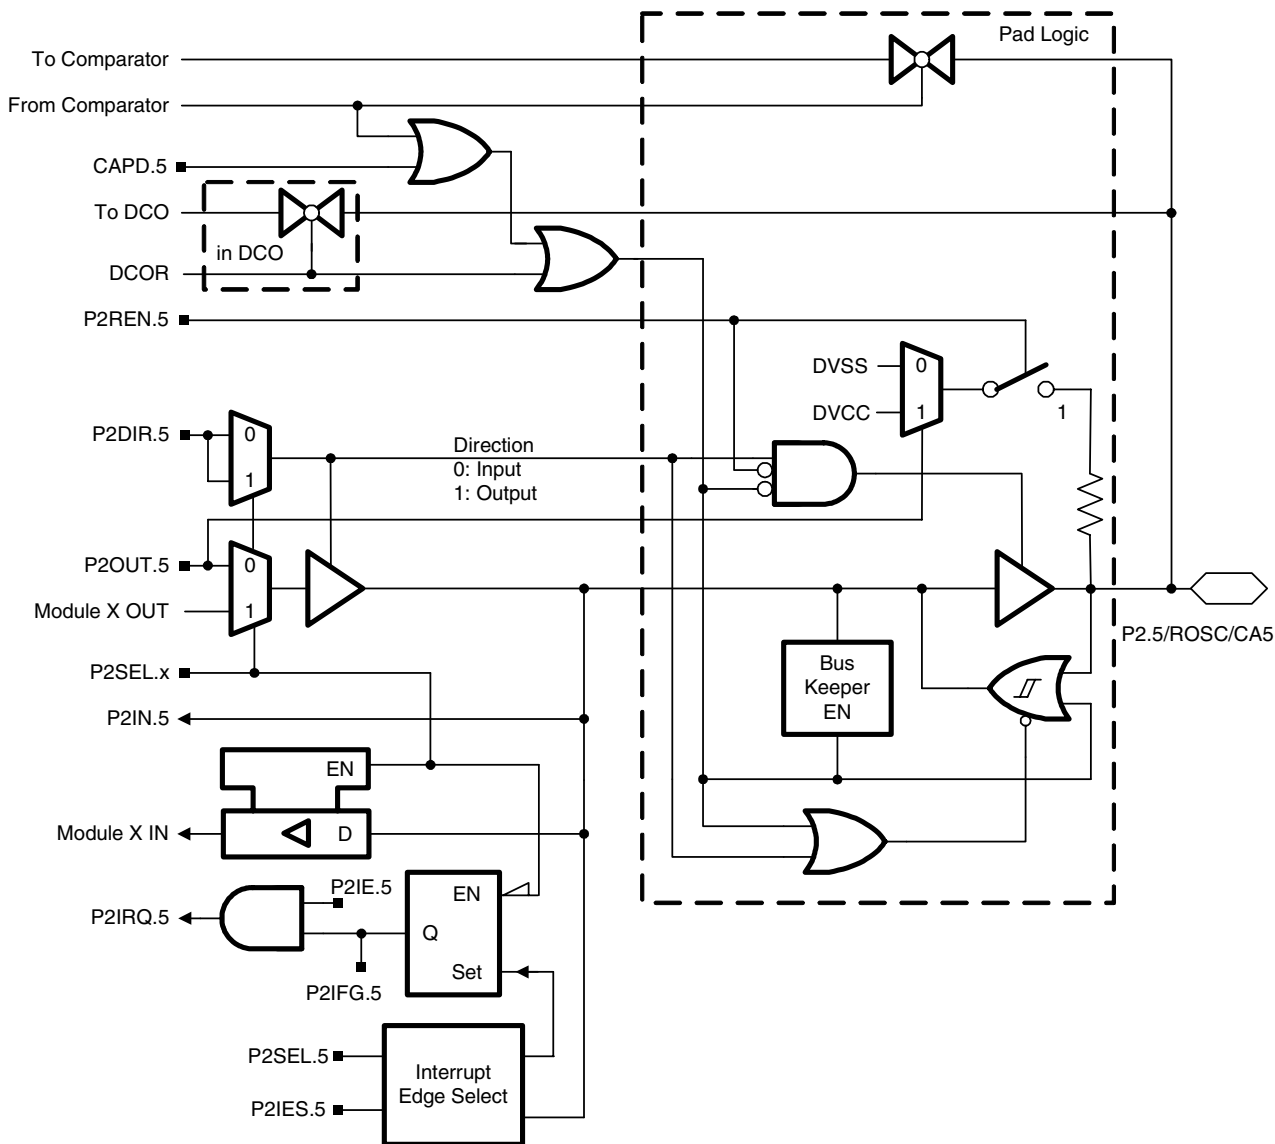 Pad Logic
To Comparator
From Comparator
CAPD.5
To DCO
in DCO
DCOR
P2REN.5
DVSS
0
DVCC
1
1
P2DIR.5
0
1
Direction
0: Input
1: Output
P2OUT.5
0
Module X OUT
1
P2.5/ROSC/CA5
P2SEL.x
Bus
Keeper
EN
P2IN.5
EN
Module X IN
D
P2IE.5
EN
P2IRQ.5
Q
Set
P2IFG.5
P2SEL.5
Interrupt
Edge Select
P2IES.5